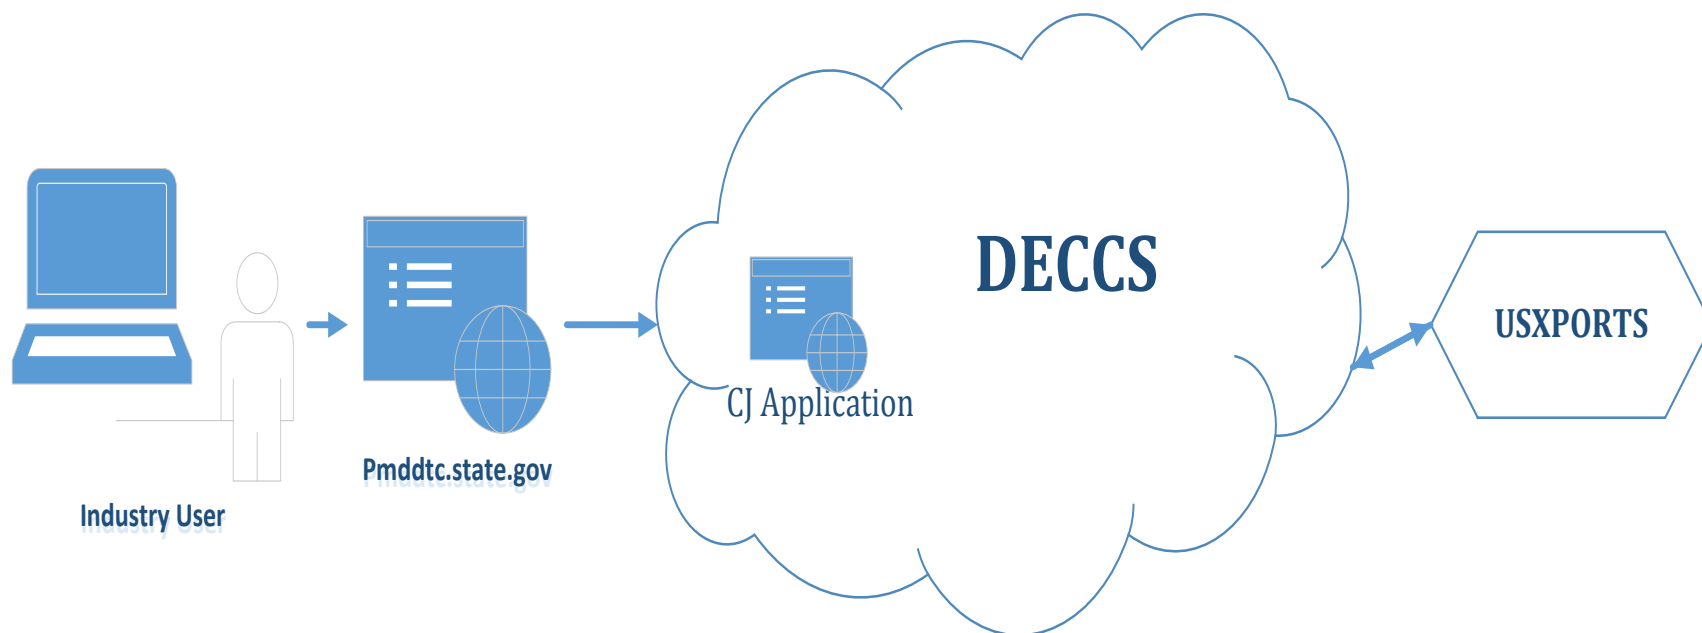 Industry User
Pmddtc.state.gov
CJ Application
DECCS
USXPORTS